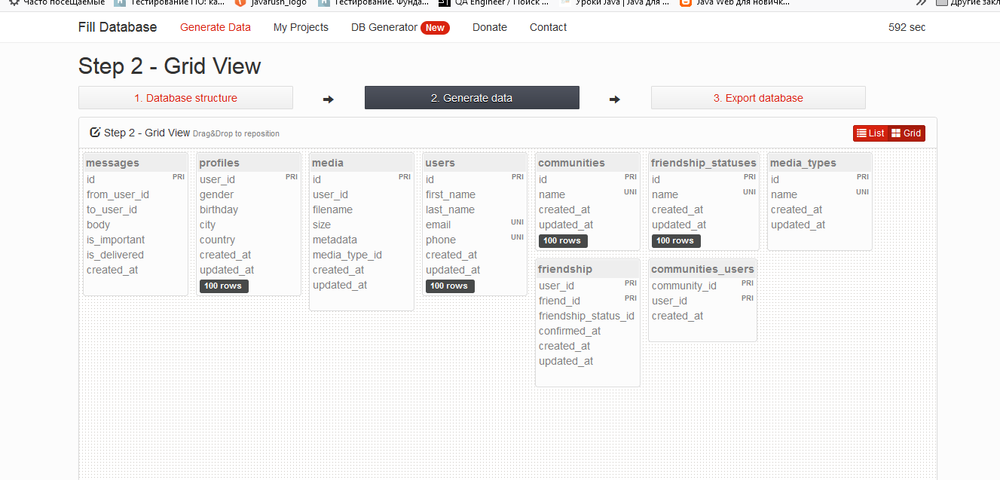 Часто посещаемые Тестирование ПО: ка... javarush_logo Тестирование. Фунда... QA Engineer / Поиск ... Уроки Java | Java для ... Java Web для новичк... Другие
Fill Database Generate Data My Projects DB Generator New Donate Contact 592 sec
Step 2 - Grid View
1. Database structure 2. Generate data 3. Export database
Step 2 - Grid View Drag&Drop to reposition List Grid
messages
id PRI
from_user_id
to_user_id
body
is_important
is_delivered
created_at
profiles
user_id PRI
gender
birthday
city
country
created_at
updated_at
100 rows
media
id PRI
user_id
filename
size
metadata
media_type_id
created_at
updated_at
users
id PRI
first_name
last_name
email UNI
phone UNI
created_at
updated_at
100 rows
communities
id PRI
name UNI
created_at
updated_at
100 rows
friendship_statuses
id PRI
name UNI
created_at
updated_at
100 rows
media_types
id PRI
name UNI
created_at
updated_at
friendship
user_id PRI
friend_id PRI
friendship_status_id
confirmed_at
created_at
updated_at
communities_users
community_id PRI
user_id PRI
created_at